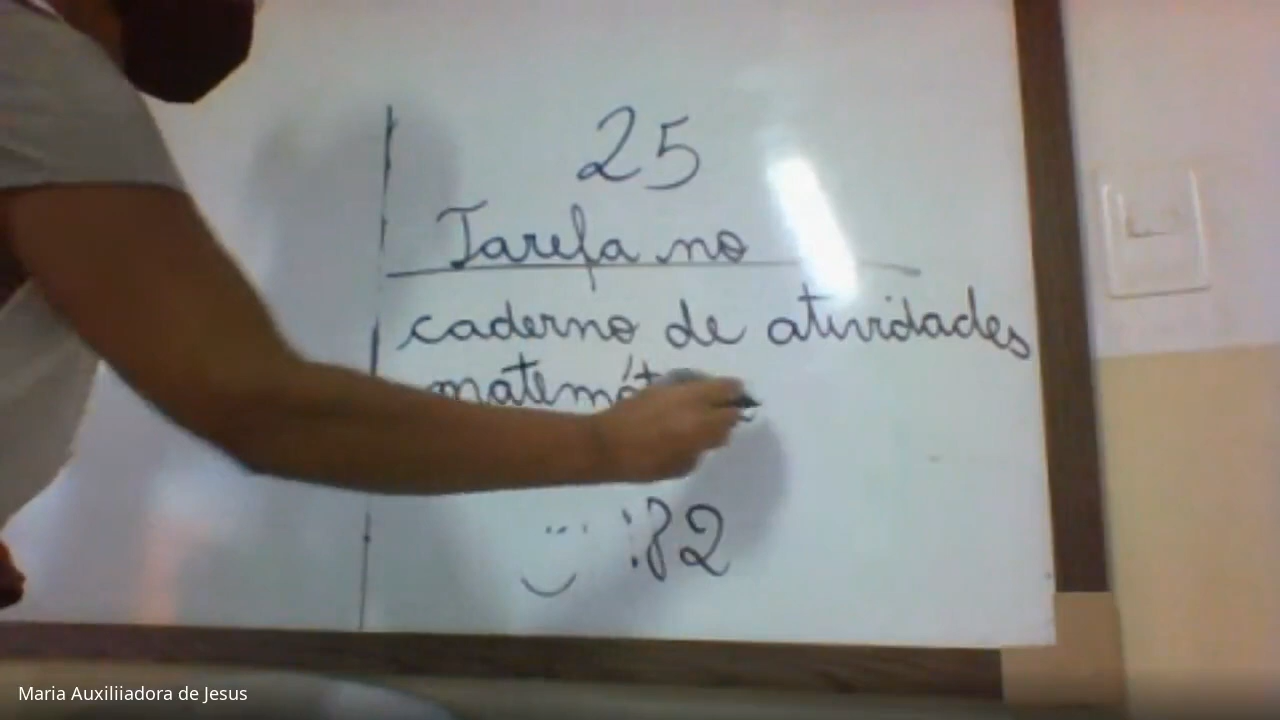 25
Tarefa no
caderno de atividades
:82
Maria Auxiliiadora de Jesus